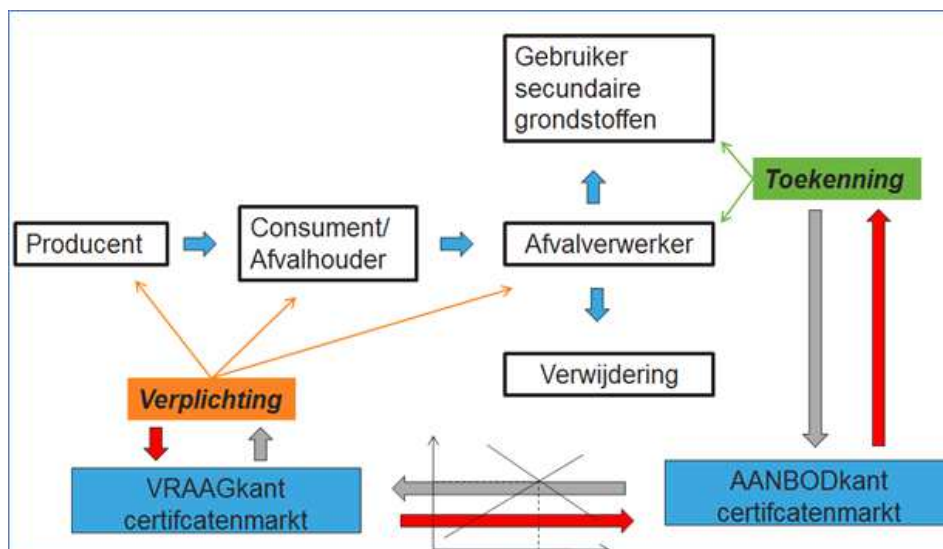 Gebruiker
secundaire
grondstoffen
Toekenning
Producent
Consument/
Afvalhouder
Afvalverwerker
Verwijdering
Verplichting
VRAAGkant
certifcatenmarkt
AANBODkant
certifcatenmarkt